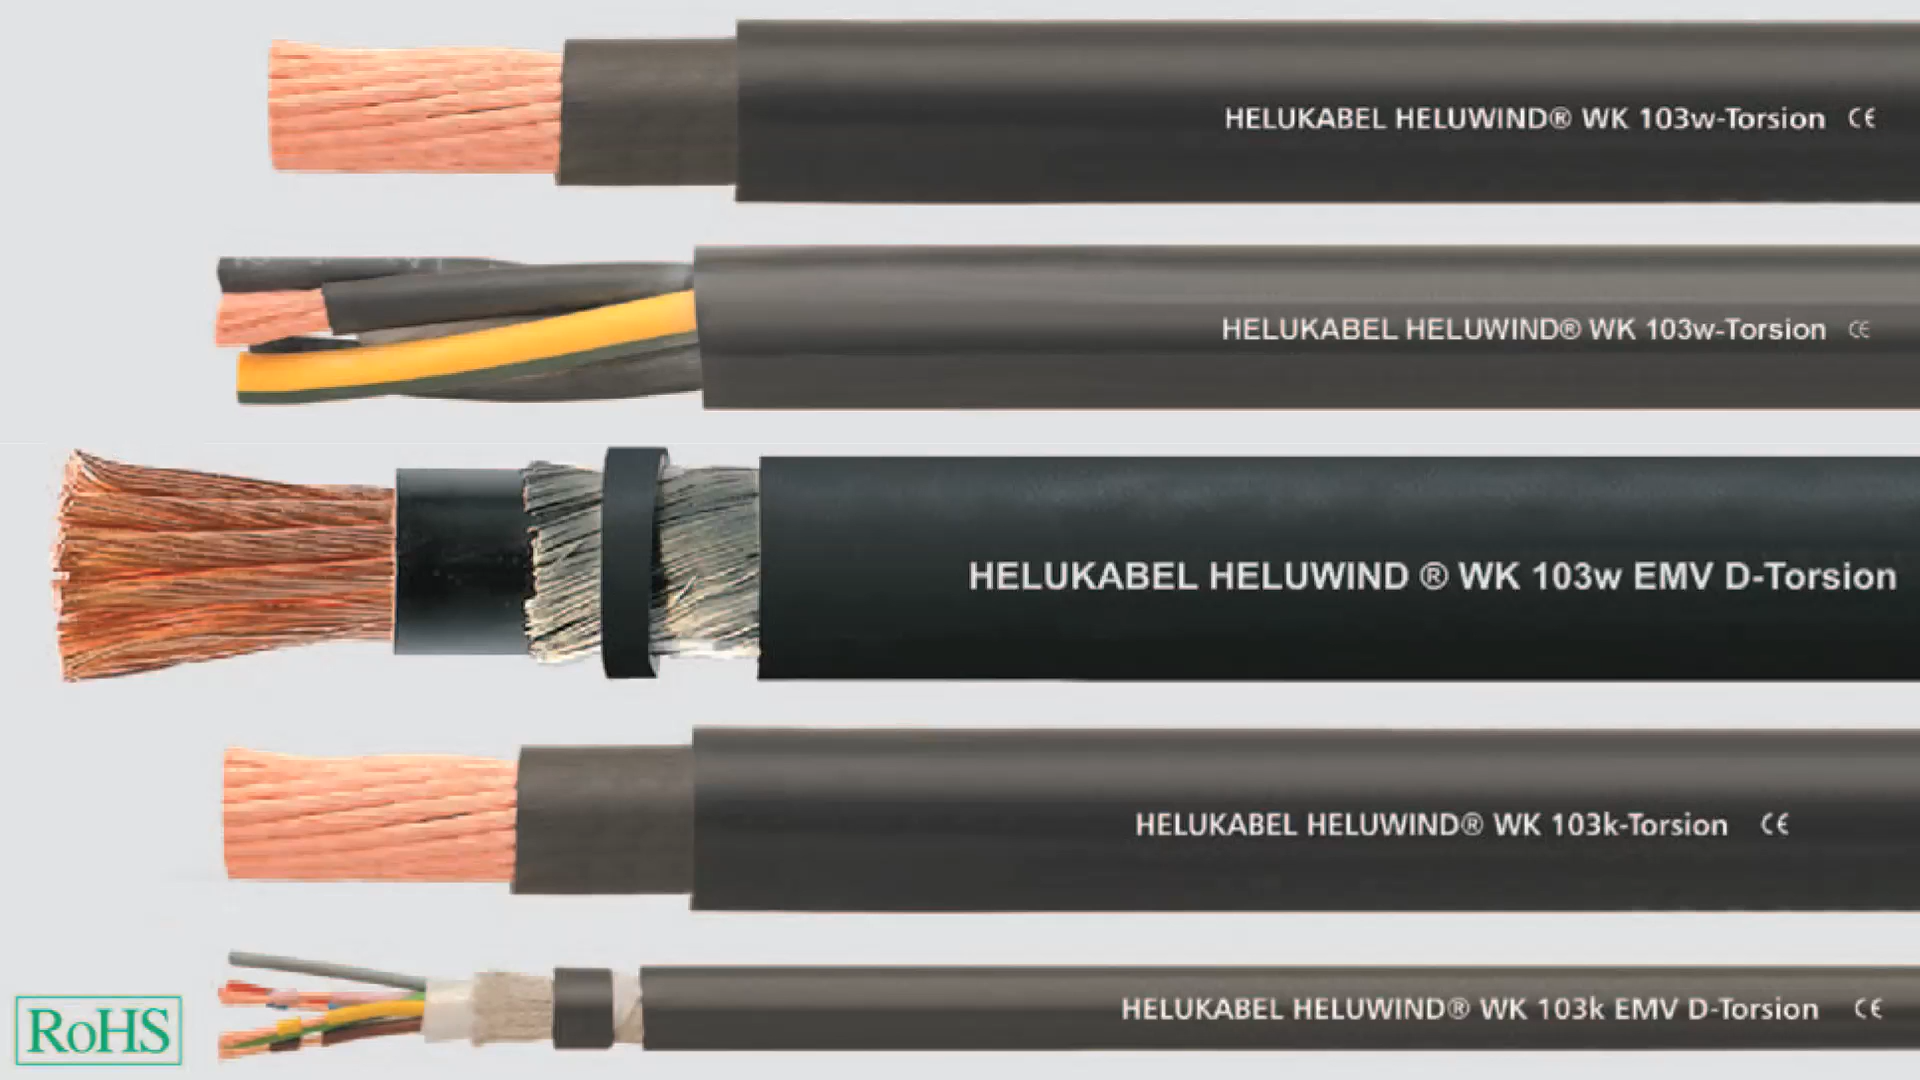 HELUKABEL HELUWIND® WK 103w-Torsion CE
HELUKABEL HELUWIND® WK 103w-Torsion CE
HELUKABEL HELUWIND ® WK 103w EMV D-Torsion
HELUKABEL HELUWIND® WK 103k-Torsion CE
HELUKABEL HELUWIND® WK 103k EMV D-Torsion CE
RoHS